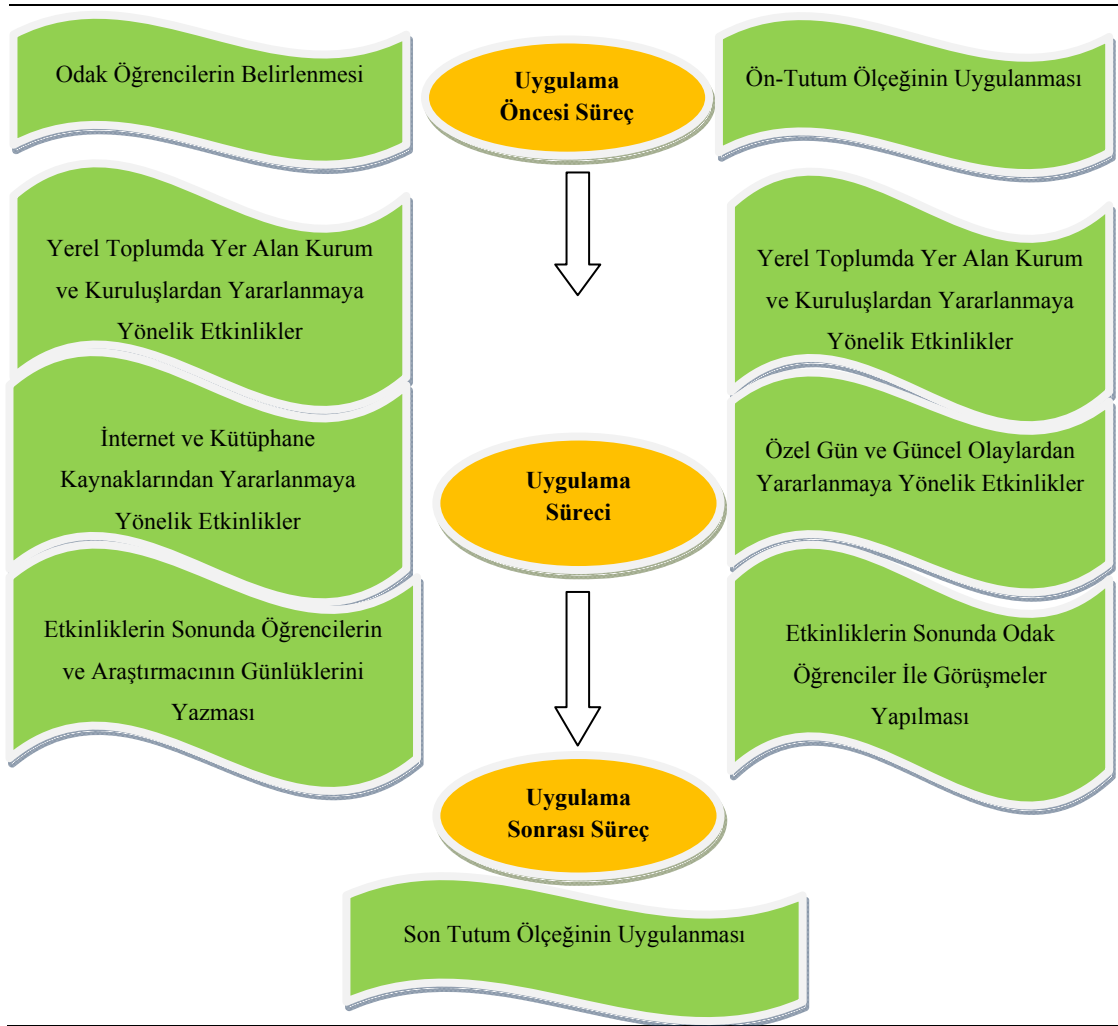 Odak Öğrencilerin Belirlenmesi
Uygulama
Öncesi Süreç
Ön-Tutum Ölçeğinin Uygulanması
Yerel Toplumda Yer Alan Kurum
ve Kuruluşlardan Yararlanmaya
Yönelik Etkinlikler
Yerel Toplumda Yer Alan Kurum
ve Kuruluşlardan Yararlanmaya
Yönelik Etkinlikler
İnternet ve Kütüphane
Kaynaklarından Yararlanmaya
Yönelik Etkinlikler
Uygulama
Süreci
Özel Gün ve Güncel Olaylardan
Yararlanmaya Yönelik Etkinlikler
Etkinliklerin Sonunda Öğrencilerin
ve Araştırmacının Günlüklerini
Yazması
Etkinliklerin Sonunda Odak
Öğrenciler İle Görüşmeler
Yapılması
Uygulama
Sonrası Süreç
Son Tutum Ölçeğinin Uygulanması